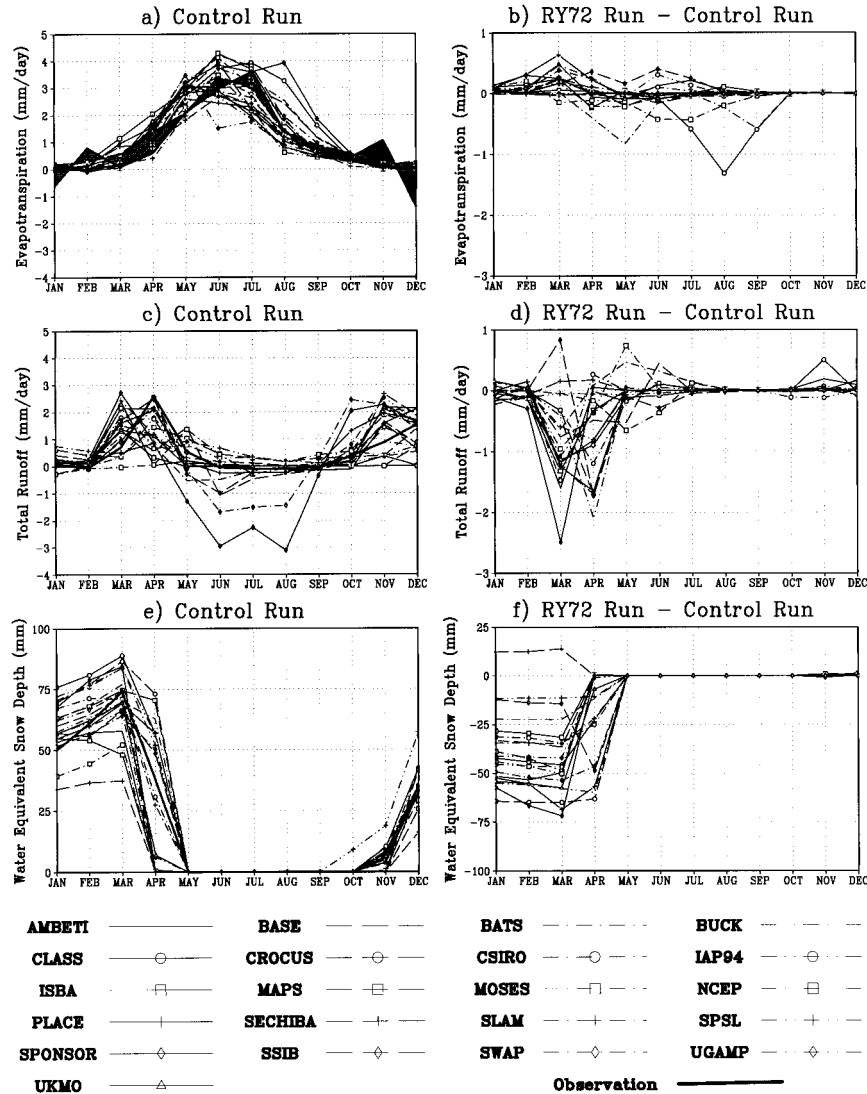 a) Control Run
b) RY72 Run − Control Run
Evapotranspiration (mm/day)
5
4
3
2
1
0
−1
−2
−3
−4
JAN FEB MAR APR MAY JUN JUL AUG SEP OCT NOV DEC
Evapotranspiration (mm/day)
1
0
−1
−2
−3
JAN FEB MAR APR MAY JUN JUL AUG SEP OCT NOV DEC
c) Control Run
d) RY72 Run − Control Run
Total Runoff (mm/day)
5
4
3
2
1
0
−1
−2
−3
−4
JAN FEB MAR APR MAY JUN JUL AUG SEP OCT NOV DEC
Total Runoff (mm/day)
1
0
−1
−2
−3
JAN FEB MAR APR MAY JUN JUL AUG SEP OCT NOV DEC
e) Control Run
f) RY72 Run − Control Run
Water Equivalent Snow Depth (mm)
100
75
50
25
0
JAN FEB MAR APR MAY JUN JUL AUG SEP OCT NOV DEC
Water Equivalent Snow Depth (mm)
25
0
−25
−50
−75
−100
JAN FEB MAR APR MAY JUN JUL AUG SEP OCT NOV DEC
AMBETI BASE BATS BUCK
CLASS CROCUS CSIRO IAP94
ISBA MAPS MOSES NCEP
PLACE SECHIBA SLAM SPSL
SPONSOR SSIB SWAP UGAMP
UKMO Observation